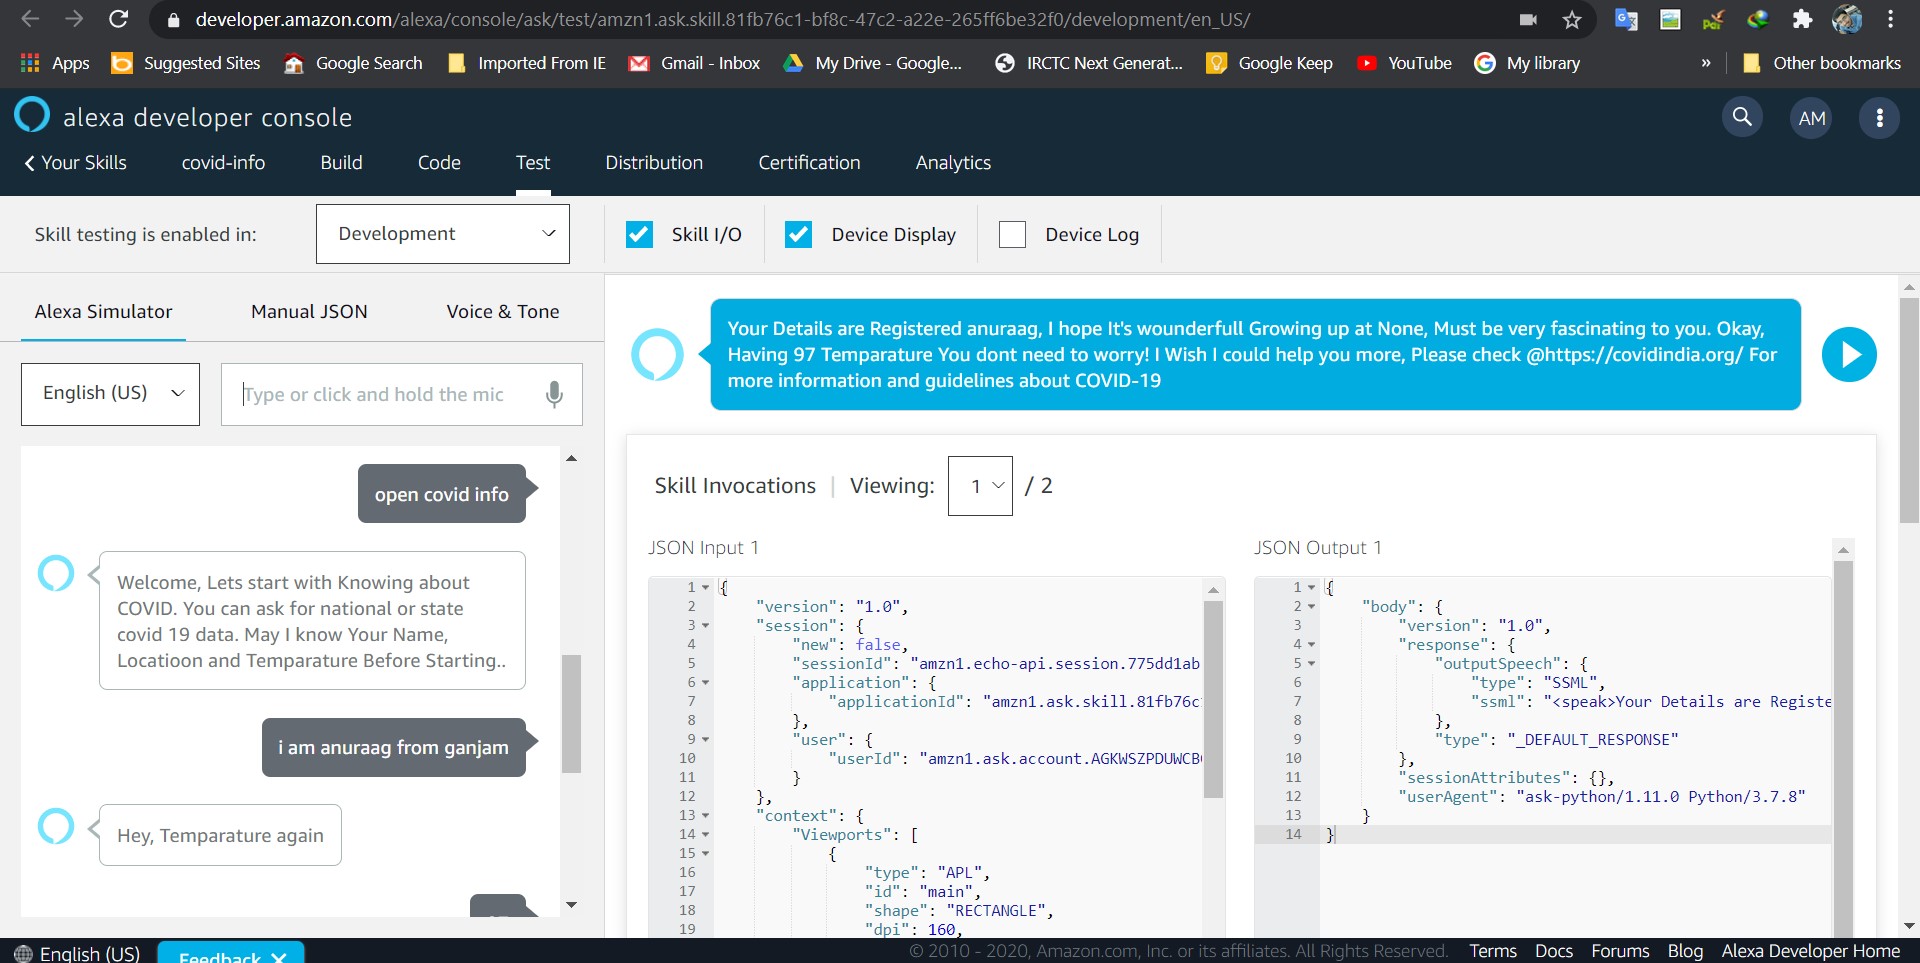 developer.amazon.com/alexa/console/ask/test/amzn1.ask.skill.81fb76c1-bf8c-47c2-a22e-265ff6be32f0/development/en_US/
Apps Suggested Sites Google Search Imported From IE Gmail - Inbox My Drive - Google... IRCTC Next Generat... Google Keep YouTube My library » Other bookmarks
alexa developer console
AM
Your Skills covid-info Build Code Test Distribution Certification Analytics
Skill testing is enabled in: Development Skill I/O Device Display Device Log
Alexa Simulator Manual JSON Voice & Tone
English (US) Type or click and hold the mic
open covid info
Welcome, Lets start with Knowing about
COVID. You can ask for national or state
covid 19 data. May I know Your Name,
Locatioon and Temparature Before Starting..
i am anuraag from ganjam
Hey, Temparature again
Your Details are Registered anuraag, I hope It's wounderfull Growing up at None, Must be very fascinating to you. Okay,
Having 97 Temparature You dont need to worry! I Wish I could help you more, Please check @https://covidindia.org/ For
more information and guidelines about COVID-19
Skill Invocations | Viewing: 1 / 2
JSON Input 1
1 {
2 "version": "1.0",
3 "session": {
4 "new": false,
5 "sessionId": "amzn1.echo-api.session.775dd1ab
6 "application": {
7 "applicationId": "amzn1.ask.skill.81fb76c
8 },
9 "user": {
10 "userId": "amzn1.ask.account.AGKWSZPDUWCB
11 }
12 },
13 "context": {
14 "Viewports": [
15 {
16 "type": "APL",
17 "id": "main",
18 "shape": "RECTANGLE",
19 "dpi": 160,
JSON Output 1
1 {
2 "body": {
3 "version": "1.0",
4 "response": {
5 "outputSpeech": {
6 "type": "SSML",
7 "ssml": "<speak>Your Details are Registe
8 },
9 "type": "_DEFAULT_RESPONSE"
10 },
11 "sessionAttributes": {},
12 "userAgent": "ask-python/1.11.0 Python/3.7.8"
13 }
14 }
English (US) Feedback
© 2010 - 2020, Amazon.com, Inc. or its affiliates. All Rights Reserved. Terms Docs Forums Blog Alexa Developer Home